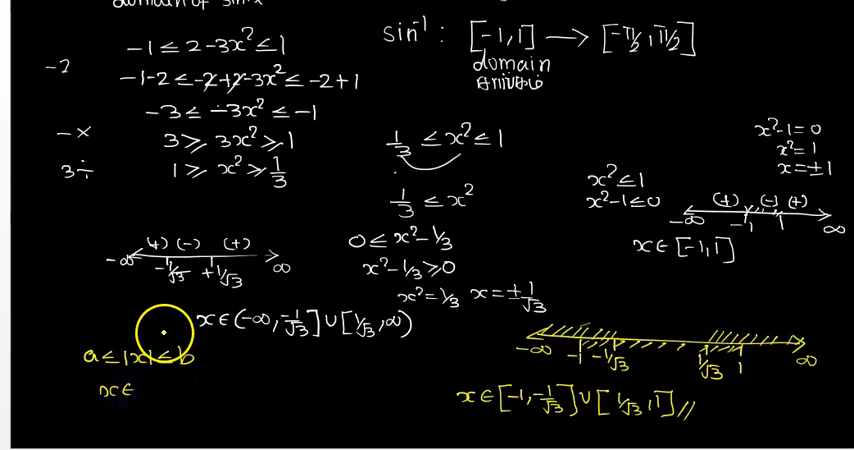 domain of sin⁻¹x
sin⁻¹ : [-1,1] → [-π/2, π/2]
domain
-1 ≤ 2-3x² ≤ 1
-2
-1-2 ≤ -2+2-3x² ≤ -2+1
-3 ≤ -3x² ≤ -1
-×
3 ≥ 3x² ≥ 1
3÷
1 ≥ x² ≥ 1/3
1/3 ≤ x² ≤ 1
1/3 ≤ x²
0 ≤ x²-1/3
x²-1/3 ≥ 0
x²=1/3 x=±1/√3
-∞ (+) (-) (+) ∞
-1/√3 +1/√3
x∈(-∞, -1/√3] ∪ [1/√3, ∞)
x²-1=0
x²=1
x=±1
x² ≤ 1
x²-1 ≤ 0
(+) (-) (+)
-∞ -1 1 ∞
x∈[-1,1]
a ≤ |x| ≤ b
x∈
-∞ -1 -1/√3 1/√3 1 ∞
x∈[-1, -1/√3] ∪ [1/√3, 1] //